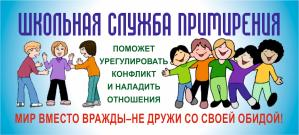 ШКОЛЬНАЯ СЛУЖБА ПРИМИРЕНИЯ
ПОМОЖЕТ
УРЕГУЛИРОВАТЬ
КОНФЛИКТ
И НАЛАДИТЬ
ОТНОШЕНИЯ
МИР ВМЕСТО ВРАЖДЫ–НЕ ДРУЖИ СО СВОЕЙ ОБИДОЙ!